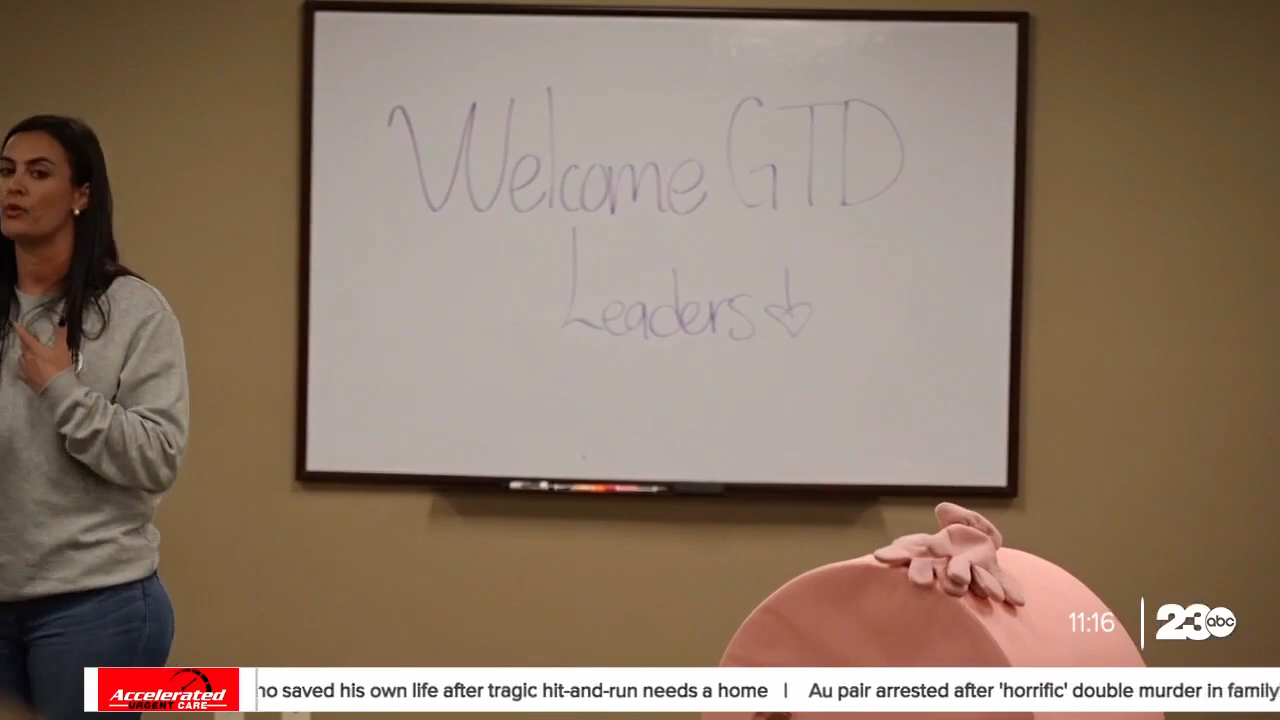 Welcome GTD
Leaders
11:16
23 abc
Accelerated
URGENT CARE
saved his own life after tragic hit-and-run needs a home | Au pair arrested after 'horrific' double murder in family'